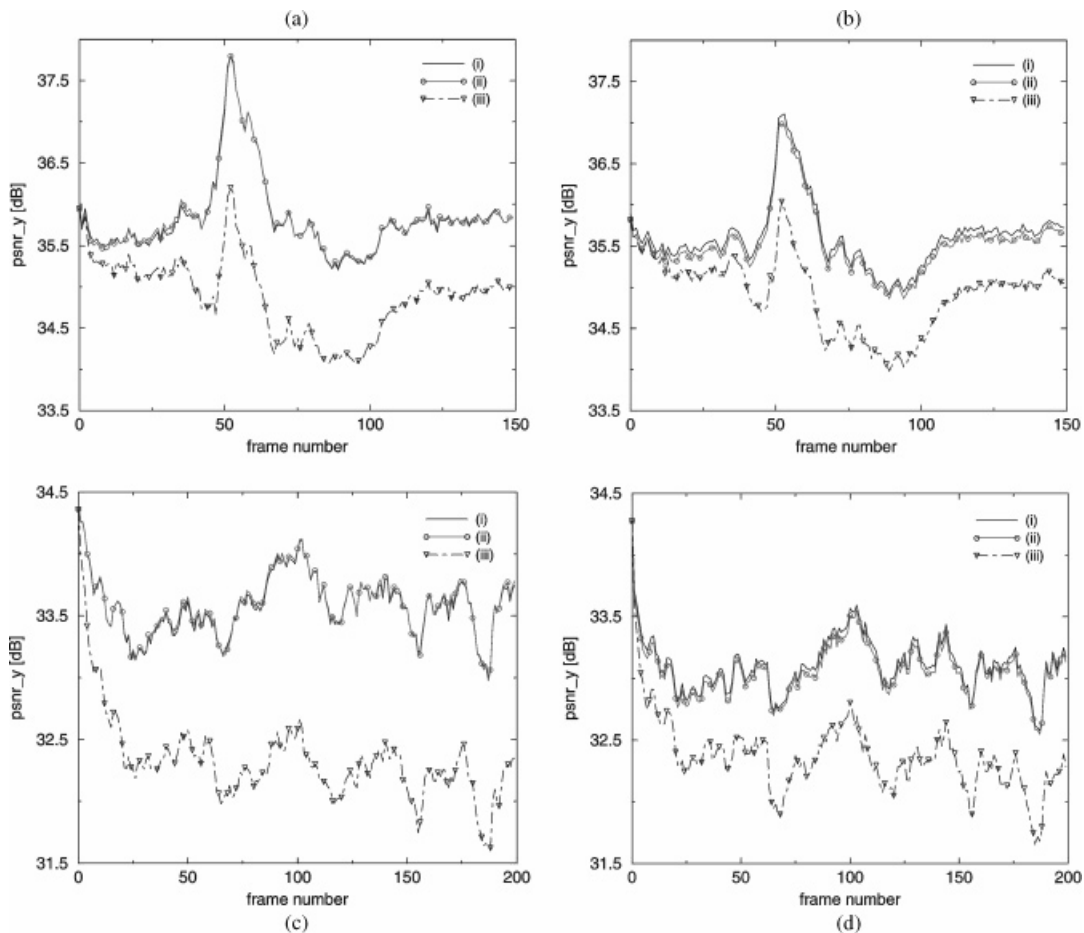 (a)
37.5
36.5
35.5
34.5
33.5
psnr_y [dB]
0
50
100
150
frame number
(i)
(ii)
(iii)
(b)
37.5
36.5
35.5
34.5
33.5
psnr_y [dB]
0
50
100
150
frame number
(i)
(ii)
(iii)
34.5
33.5
32.5
31.5
psnr_y [dB]
0
50
100
150
200
frame number
(i)
(ii)
(iii)
(c)
34.5
33.5
32.5
31.5
psnr_y [dB]
0
50
100
150
200
frame number
(i)
(ii)
(iii)
(d)